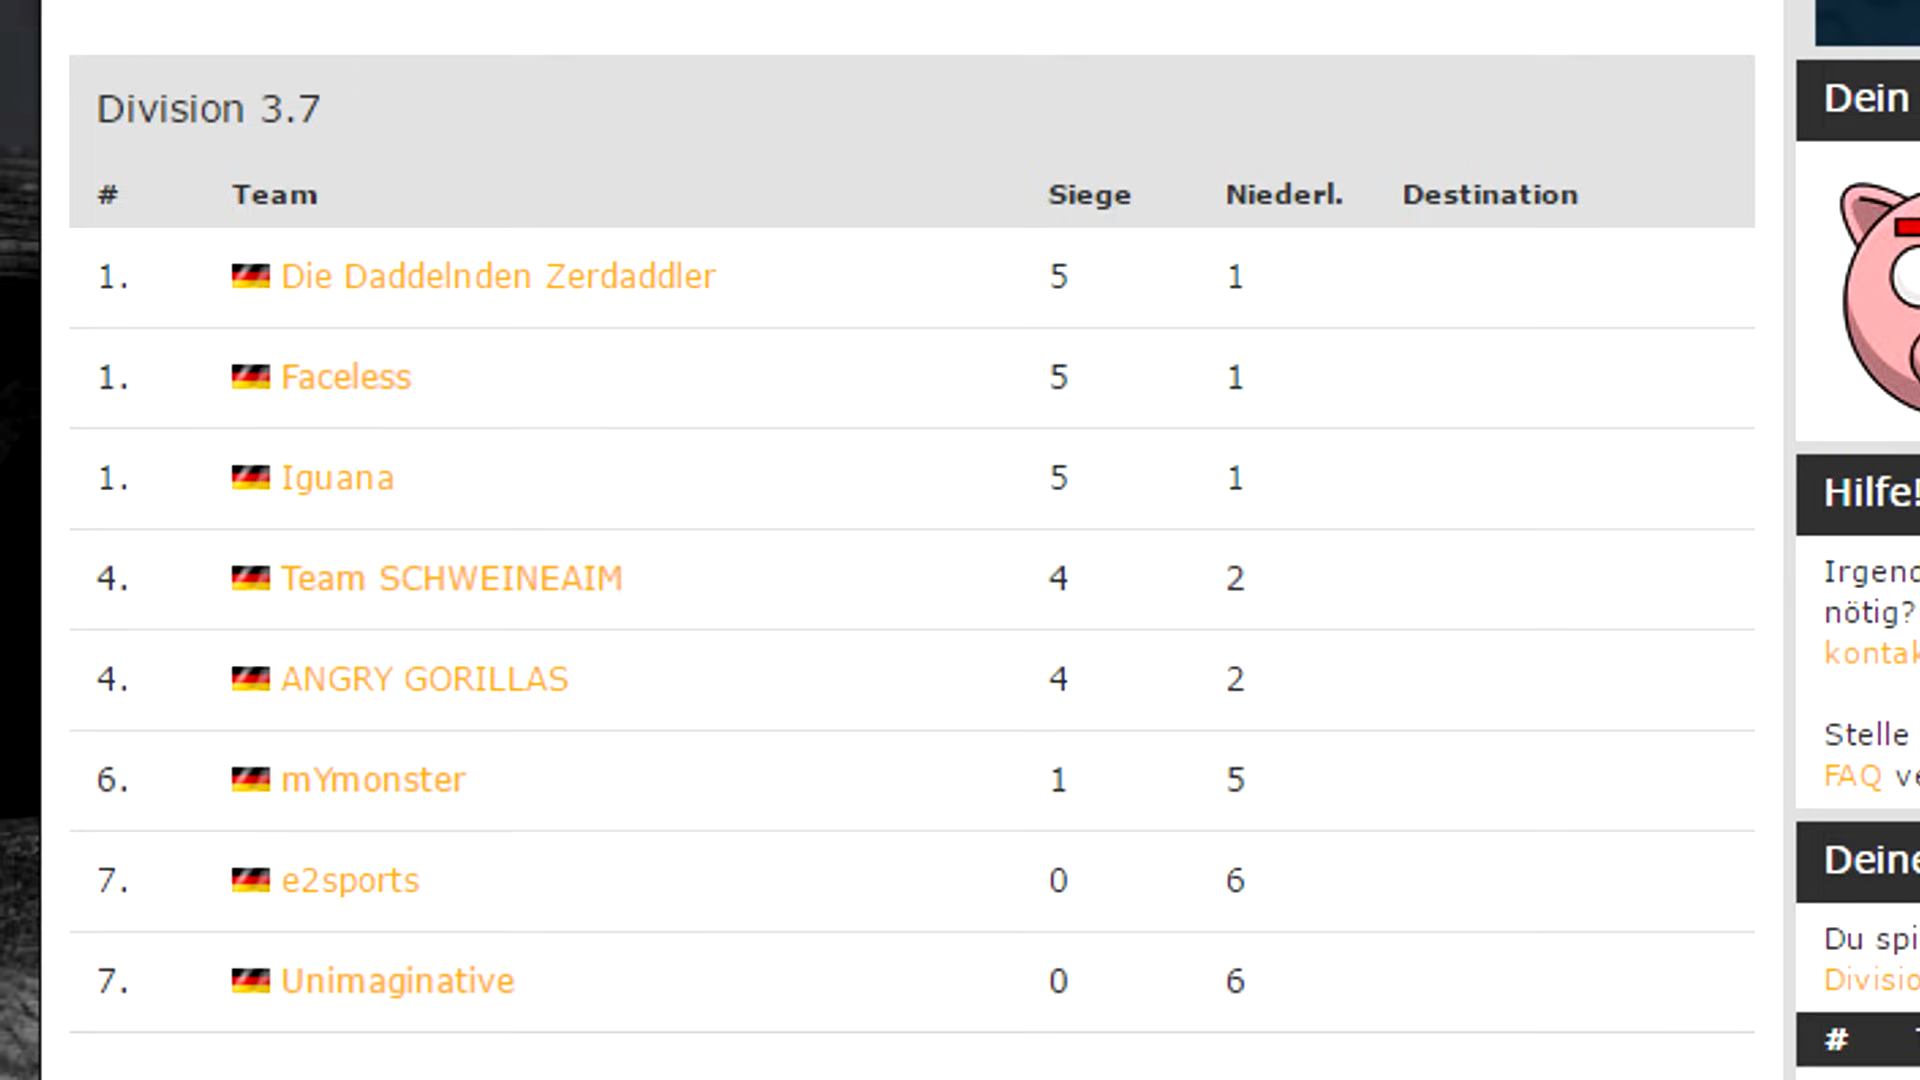 Division 3.7
# Team Siege Niederl. Destination
1. Die Daddelnden Zerdaddler 5 1
1. Faceless 5 1
1. Iguana 5 1
4. Team SCHWEINEAIM 4 2
4. ANGRY GORILLAS 4 2
6. mYmonster 1 5
7. e2sports 0 6
7. Unimaginative 0 6
Dein
Hilfe!
nötig?
Stelle
FAQ
Du
#